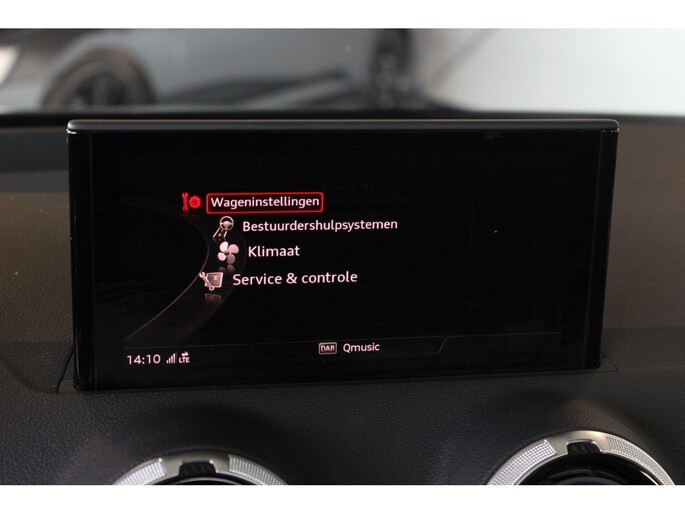 Wageninstellingen
Bestuurdershulpsystemen
Klimaat
Service & controle
DAB Qmusic
14:10 LTE